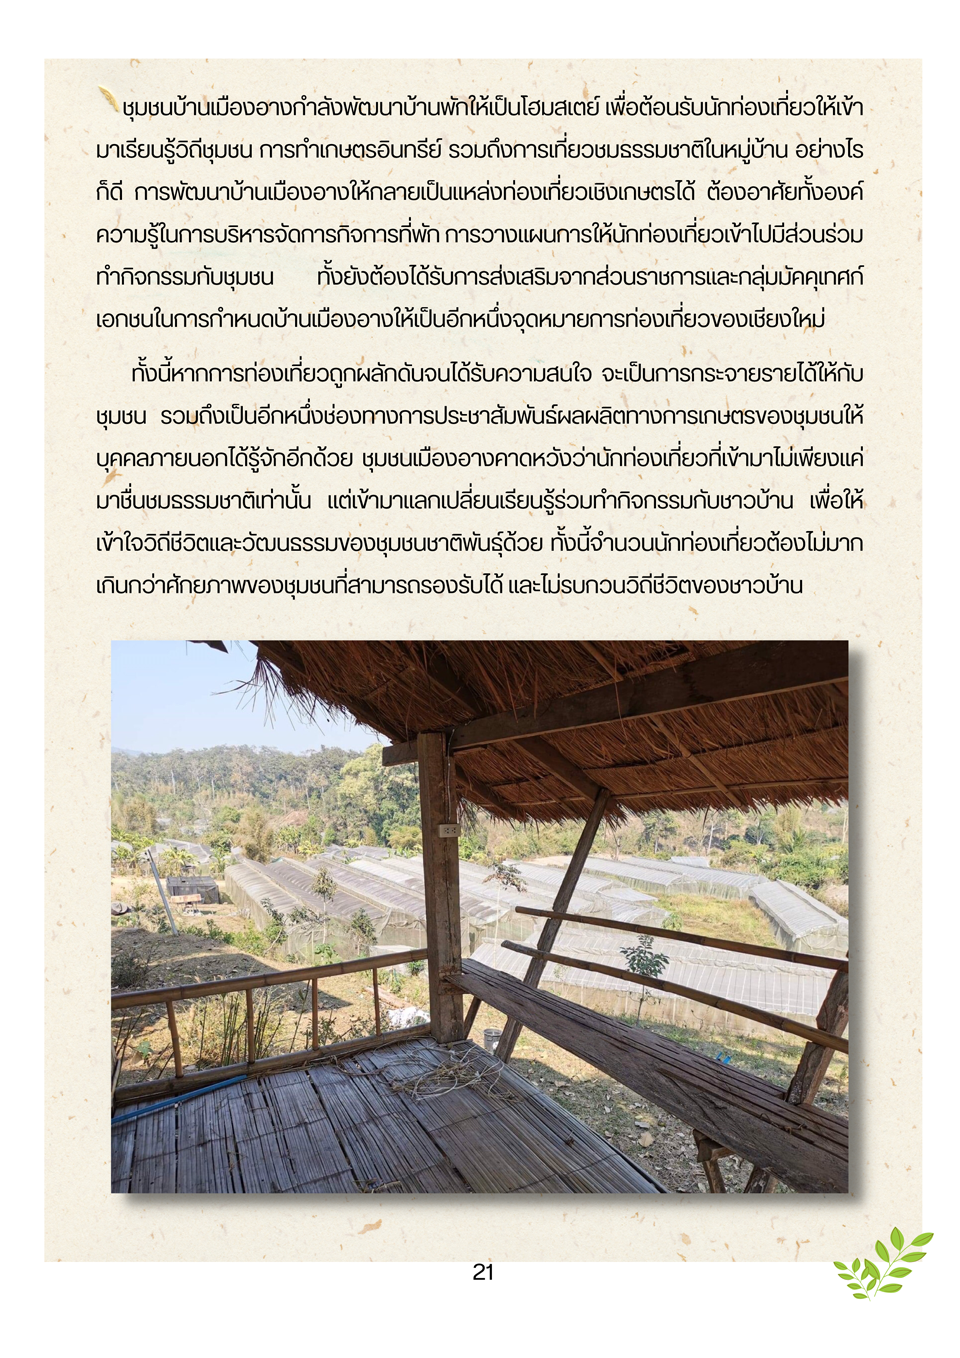 ชุมชนบ้านเมืองอางกำลังพัฒนาบ้านพักให้เป็นโฮมสเตย์ เพื่อต้อนรับนักท่องเที่ยวให้เข้า
มาเรียนรู้วิถีชุมชน การทำเกษตรอินทรีย์ รวมถึงการเที่ยวชมธรรมชาติในหมู่บ้าน อย่างไร
ก็ดี การพัฒนาบ้านเมืองอางให้กลายเป็นแหล่งท่องเที่ยวเชิงเกษตรได้ ต้องอาศัยทั้งองค์
ความรู้ในการบริหารจัดการกิจการที่พัก การวางแผนการให้นักท่องเที่ยวเข้าไปมีส่วนร่วม
ทำกิจกรรมกับชุมชน ทั้งยังต้องได้รับการส่งเสริมจากส่วนราชการและกลุ่มมัคคุเทศก์
เอกชนในการกำหนดบ้านเมืองอางให้เป็นอีกหนึ่งจุดหมายการท่องเที่ยวของเชียงใหม่
ทั้งนี้หากการท่องเที่ยวถูกผลักดันจนได้รับความสนใจ จะเป็นการกระจายรายได้ให้กับ
ชุมชน รวมถึงเป็นอีกหนึ่งช่องทางการประชาสัมพันธ์ผลผลิตทางการเกษตรของชุมชนให้
บุคคลภายนอกได้รู้จักอีกด้วย ชุมชนเมืองอางคาดหวังว่านักท่องเที่ยวที่เข้ามาไม่เพียงแค่
มาชื่นชมธรรมชาติเท่านั้น แต่เข้ามาแลกเปลี่ยนเรียนรู้ร่วมทำกิจกรรมกับชาวบ้าน เพื่อให้
เข้าใจวิถีชีวิตและวัฒนธรรมของชุมชนชาติพันธุ์ด้วย ทั้งนี้จำนวนนักท่องเที่ยวต้องไม่มาก
เกินกว่าศักยภาพของชุมชนที่สามารถรองรับได้ และไม่รบกวนวิถีชีวิตของชาวบ้าน
21